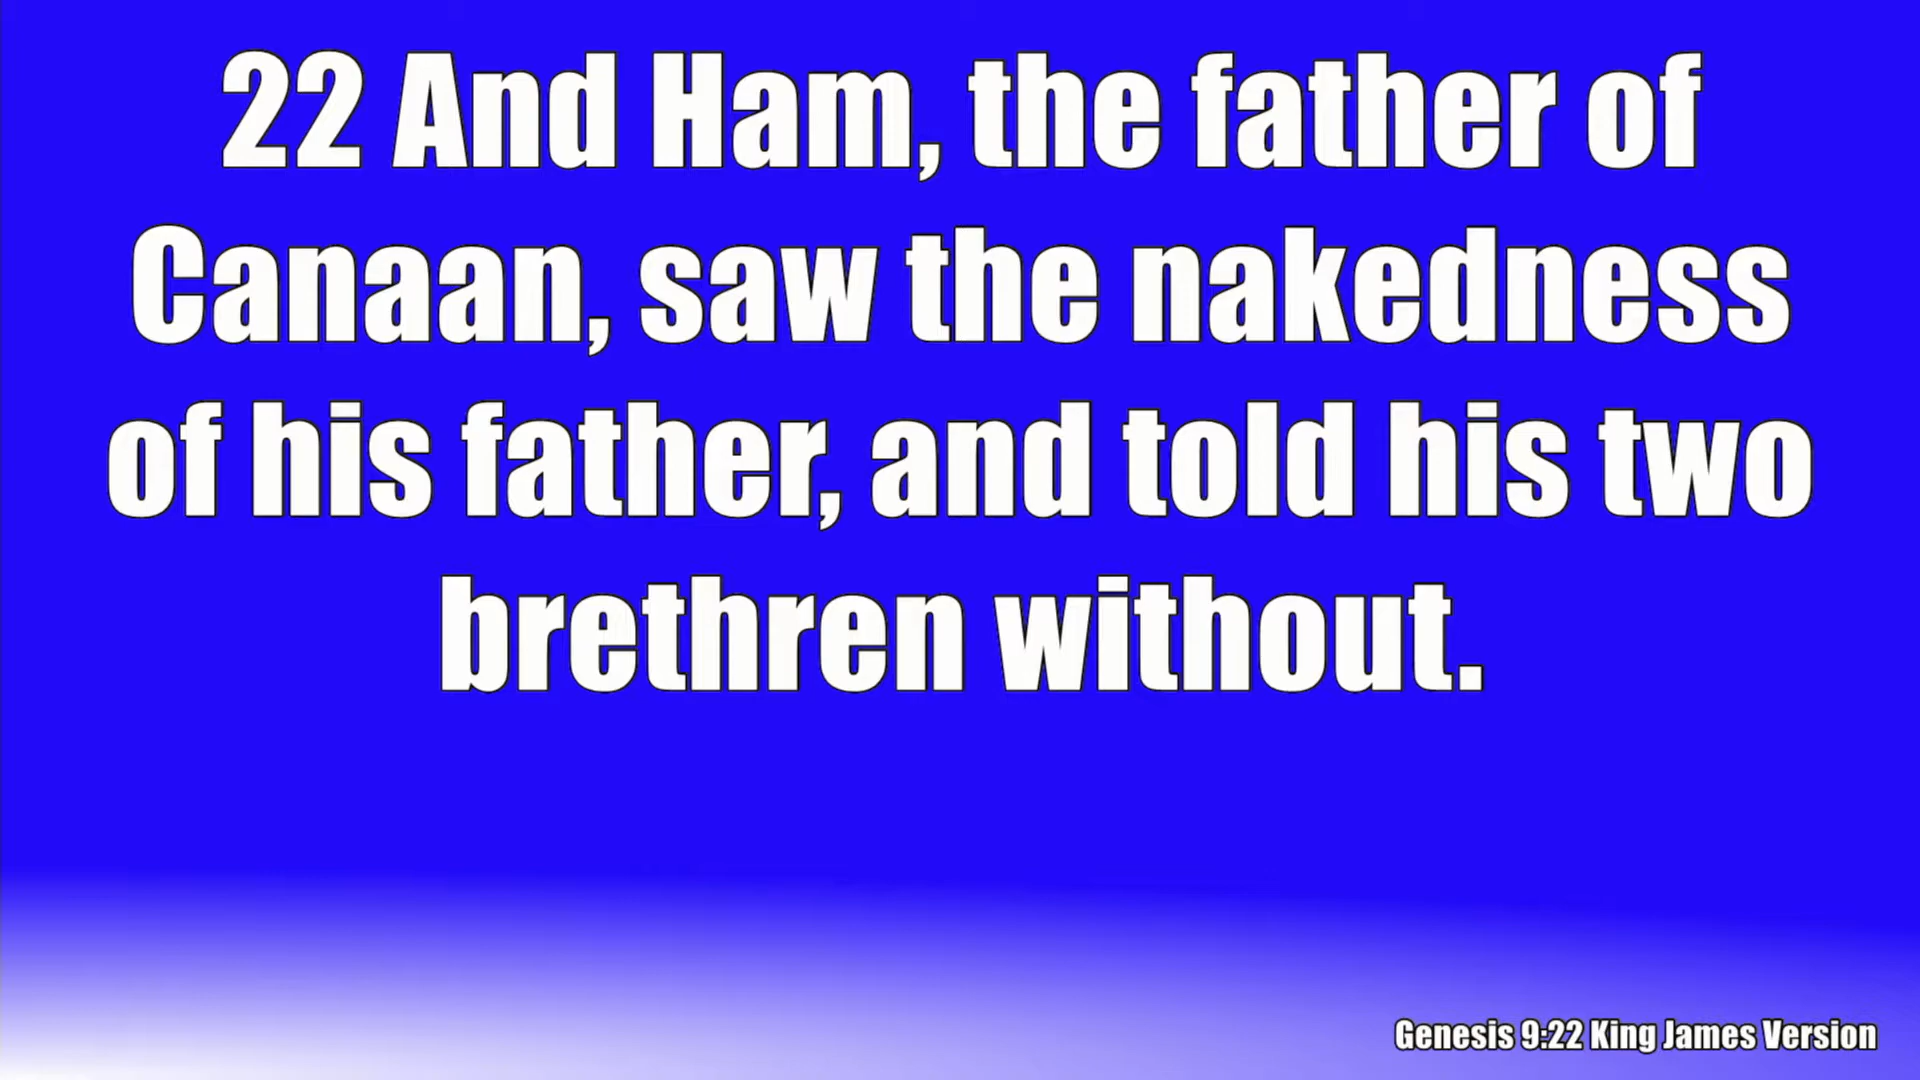 22 And Ham, the father of
Canaan, saw the nakedness
of his father, and told his two
brethren without.
Genesis 9:22 King James Version